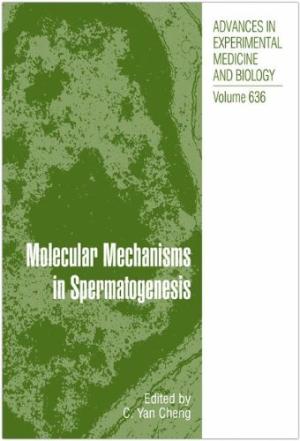 ADVANCES IN
EXPERIMENTAL
MEDICINE
AND BIOLOGY
Volume 636
Molecular Mechanisms
in Spermatogenesis
Edited by
C. Yan Cheng